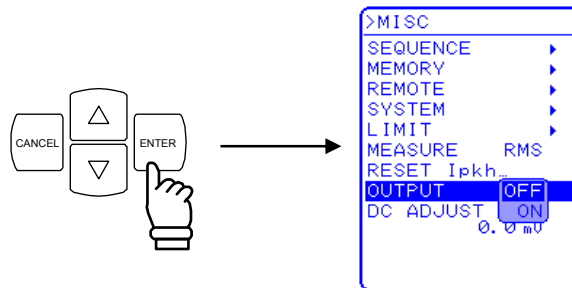 CANCEL
ENTER
>MISC
SEQUENCE
MEMORY
REMOTE
SYSTEM
LIMIT
MEASURE RMS
RESET Ipkh…
OUTPUT OFF
DC ADJUST ON
0.0 mV